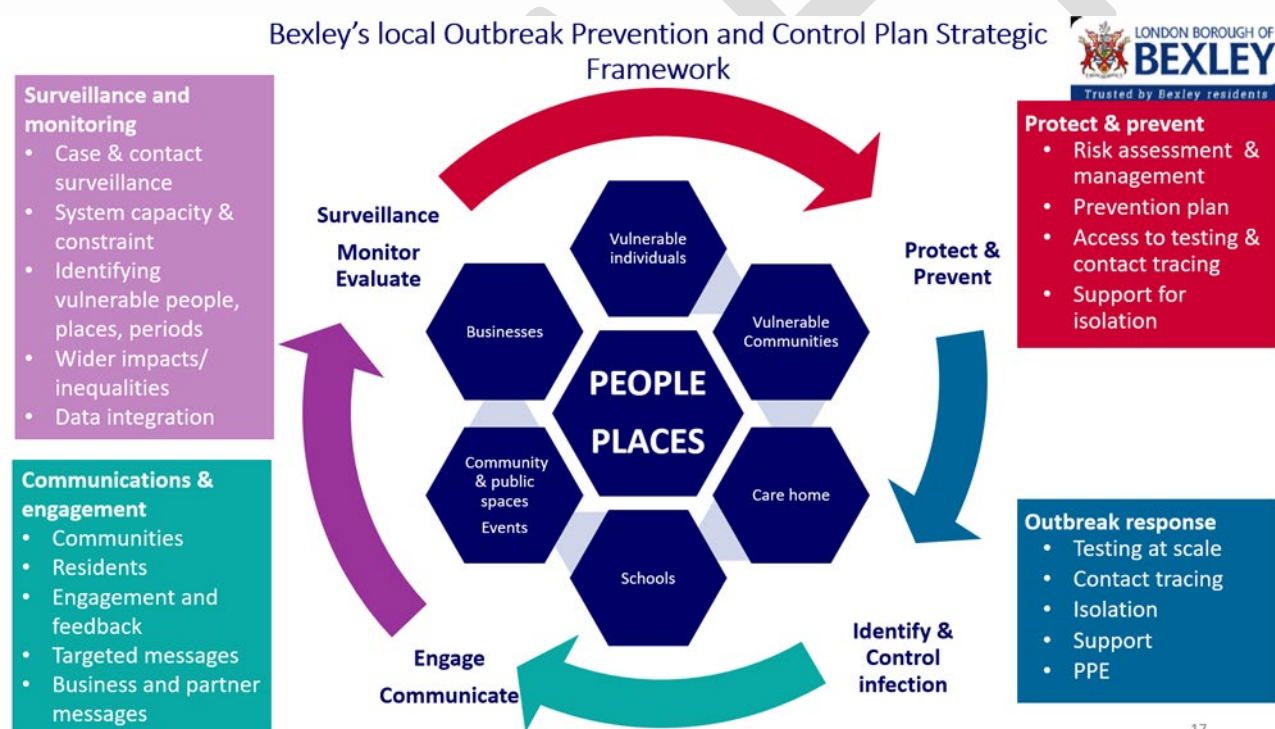 Bexley’s local Outbreak Prevention and Control Plan Strategic
Framework
LONDON BOROUGH OF
BEXLEY
Trusted by Bexley residents
Surveillance and
monitoring
• Case & contact
surveillance
• System capacity &
constraint
• Identifying
vulnerable people,
places, periods
• Wider impacts/
inequalities
• Data integration
Communications &
engagement
• Communities
• Residents
• Engagement and
feedback
• Targeted messages
• Business and partner
messages
Surveillance
Monitor
Evaluate
Protect &
Prevent
Identify &
Control
infection
Engage
Communicate
Vulnerable
individuals
Vulnerable
Communities
Care home
Schools
Community
& public
spaces
Events
Businesses
PEOPLE
PLACES
Protect & prevent
• Risk assessment &
management
• Prevention plan
• Access to testing &
contact tracing
• Support for
isolation
Outbreak response
• Testing at scale
• Contact tracing
• Isolation
• Support
• PPE
17